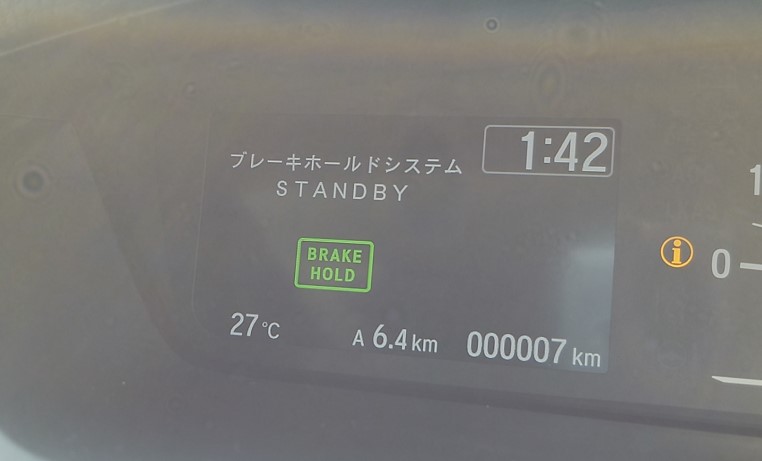 1:42
ブレーキホールドシステム
STANDBY
BRAKE
HOLD
27°C
A 6.4 km
000007 km
0